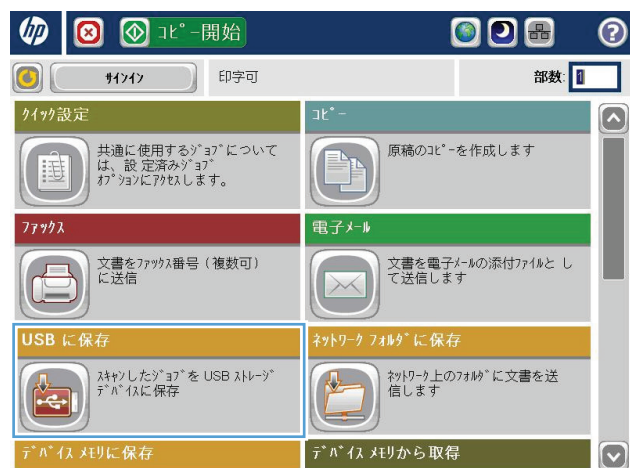 hp
ｺﾋﾟｰ開始
?
ｻｲﾝｲﾝ
印字可
部数: 1
ｸｲｯｸ設定
共通に使用するｼﾞｮﾌﾞについて
は、設 定済みｼﾞｮﾌﾞ
ｵﾌﾟｼｮﾝにｱｸｾｽしま す。
ｺﾋﾟｰ
原稿のｺﾋﾟｰを作成します
ﾌｧｯｸｽ
文書をﾌｧｯｸｽ番号（複数可）
に送信
電子ﾒｰﾙ
文書を電子ﾒｰﾙの添付ﾌｧｲﾙと し
て送信しま す
USB に保存
ｽｷｬﾝしたｼﾞｮﾌﾞを USB ｽﾄﾚｰｼﾞ
ﾃﾞﾊﾞｲｽに保存
ﾈｯﾄﾜｰｸ ﾌｫﾙﾀﾞに保存
ﾈｯﾄﾜｰｸ上のﾌｫﾙﾀﾞに文書を送
信します
ﾃﾞﾊﾞｲｽ ﾒﾓﾘに保存
ﾃﾞﾊﾞｲｽ ﾒﾓﾘから取得